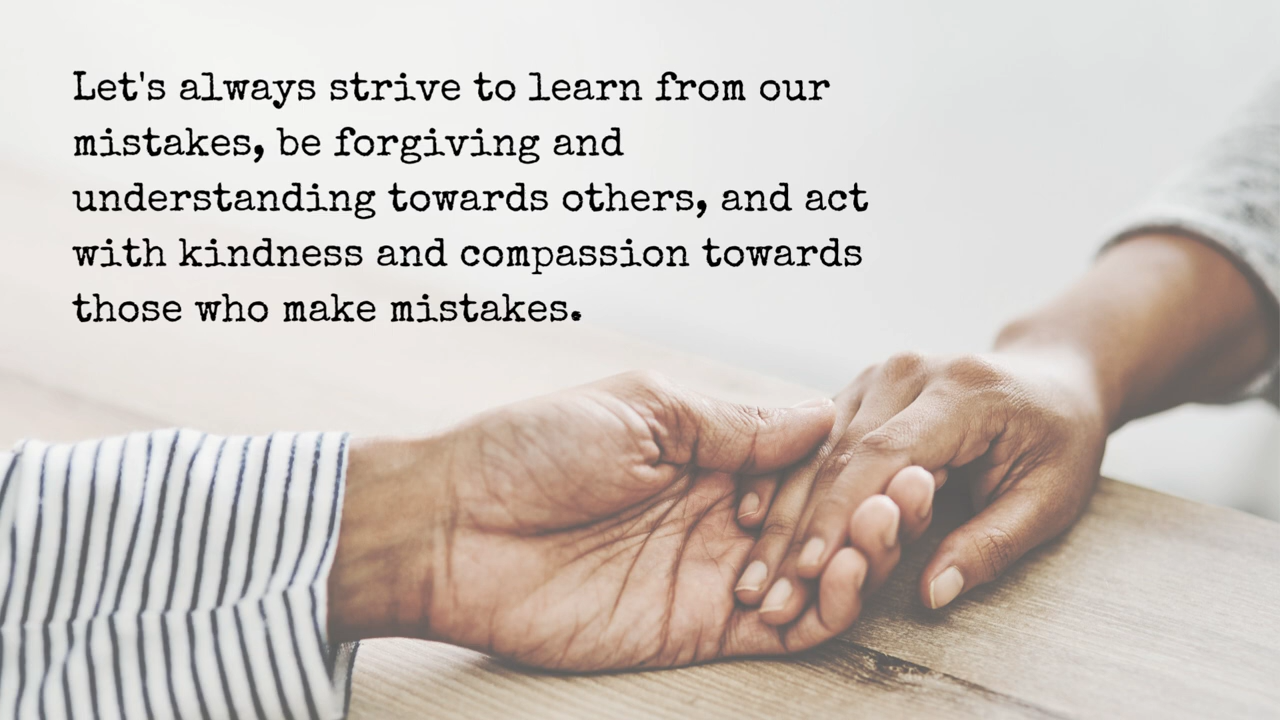 Let's always strive to learn from our
mistakes, be forgiving and
understanding towards others, and act
with kindness and compassion towards
those who make mistakes.